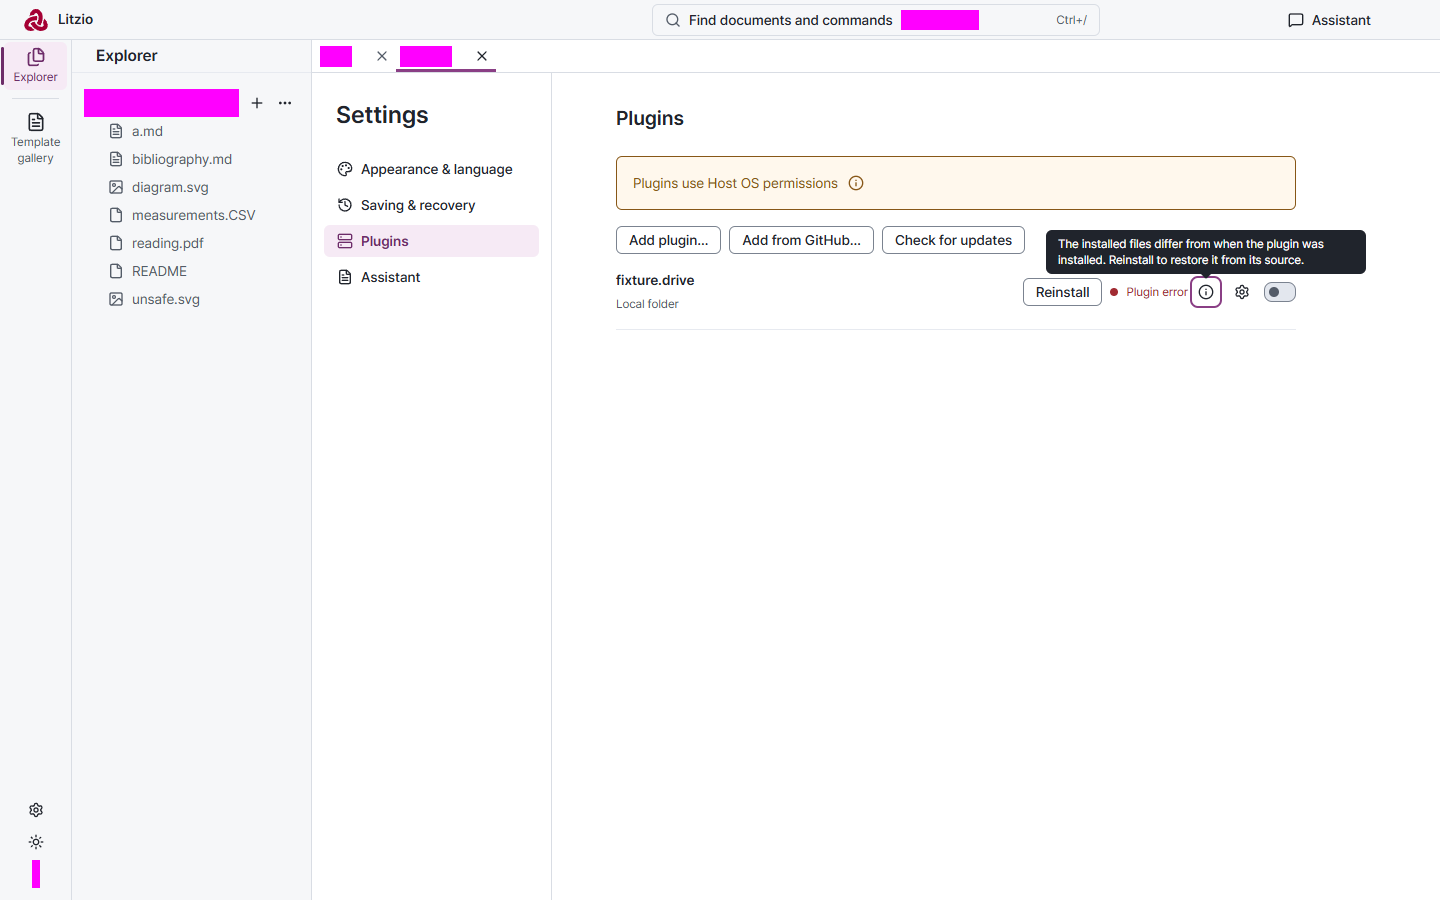 Litzio
Find documents and commands
Ctrl+/
Assistant
Explorer
Template
gallery
Explorer
a.md
bibliography.md
diagram.svg
measurements.CSV
reading.pdf
README
unsafe.svg
Settings
Appearance & language
Saving & recovery
Plugins
Assistant
Plugins
Plugins use Host OS permissions
Add plugin...
Add from GitHub...
Check for updates
The installed files differ from when the plugin was
installed. Reinstall to restore it from its source.
fixture.drive
Local folder
Reinstall
Plugin error